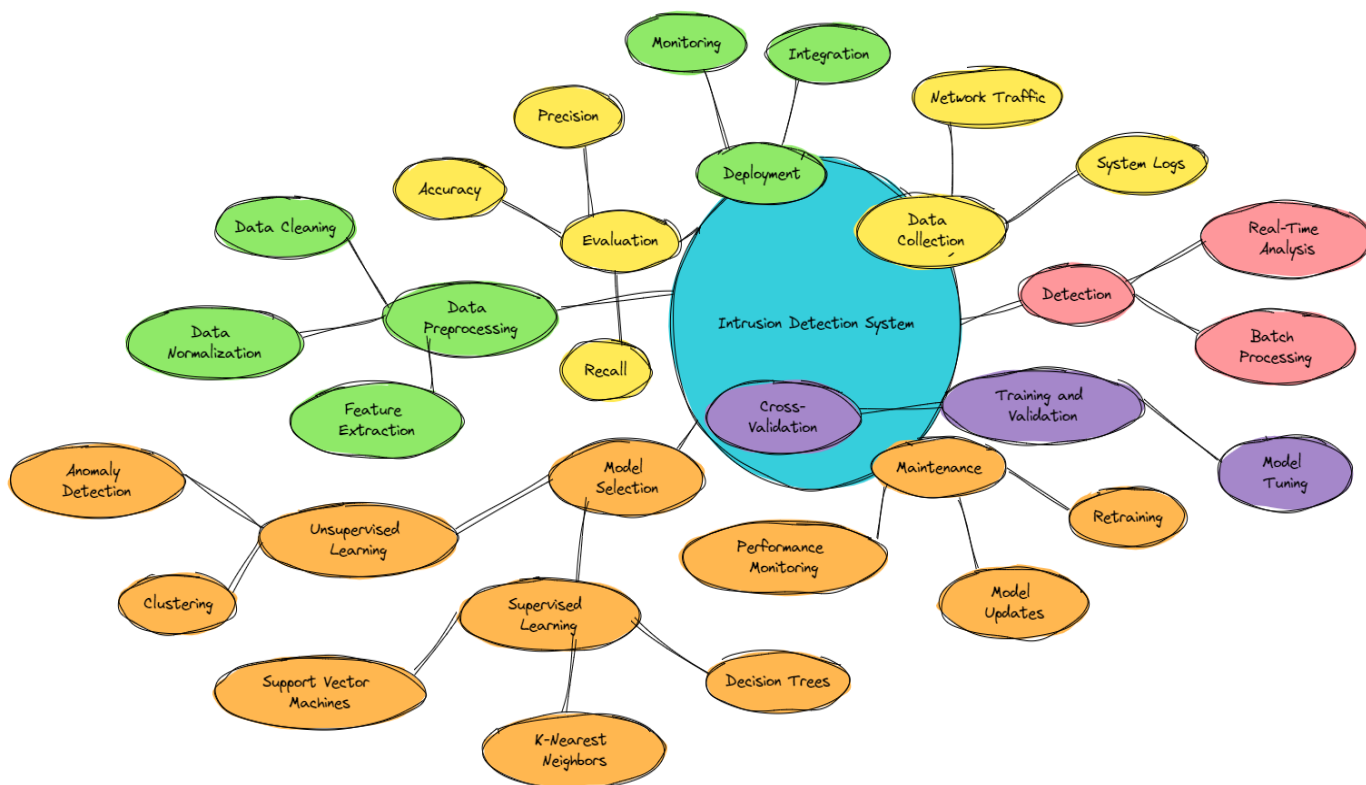 Monitoring
Integration
Network Traffic
Precision
System Logs
Deployment
Accuracy
Data Cleaning
Evaluation
Data
Collection
Real-Time
Analysis
Detection
Data
Preprocessing
Intrusion Detection System
Data
Normalization
Batch
Processing
Recall
Feature
Extraction
Cross-
Validation
Training and
Validation
Anomaly
Detection
Model
Selection
Maintenance
Model
Tuning
Unsupervised
Learning
Retraining
Performance
Monitoring
Clustering
Model
Updates
Supervised
Learning
Support Vector
Machines
Decision Trees
K-Nearest
Neighbors